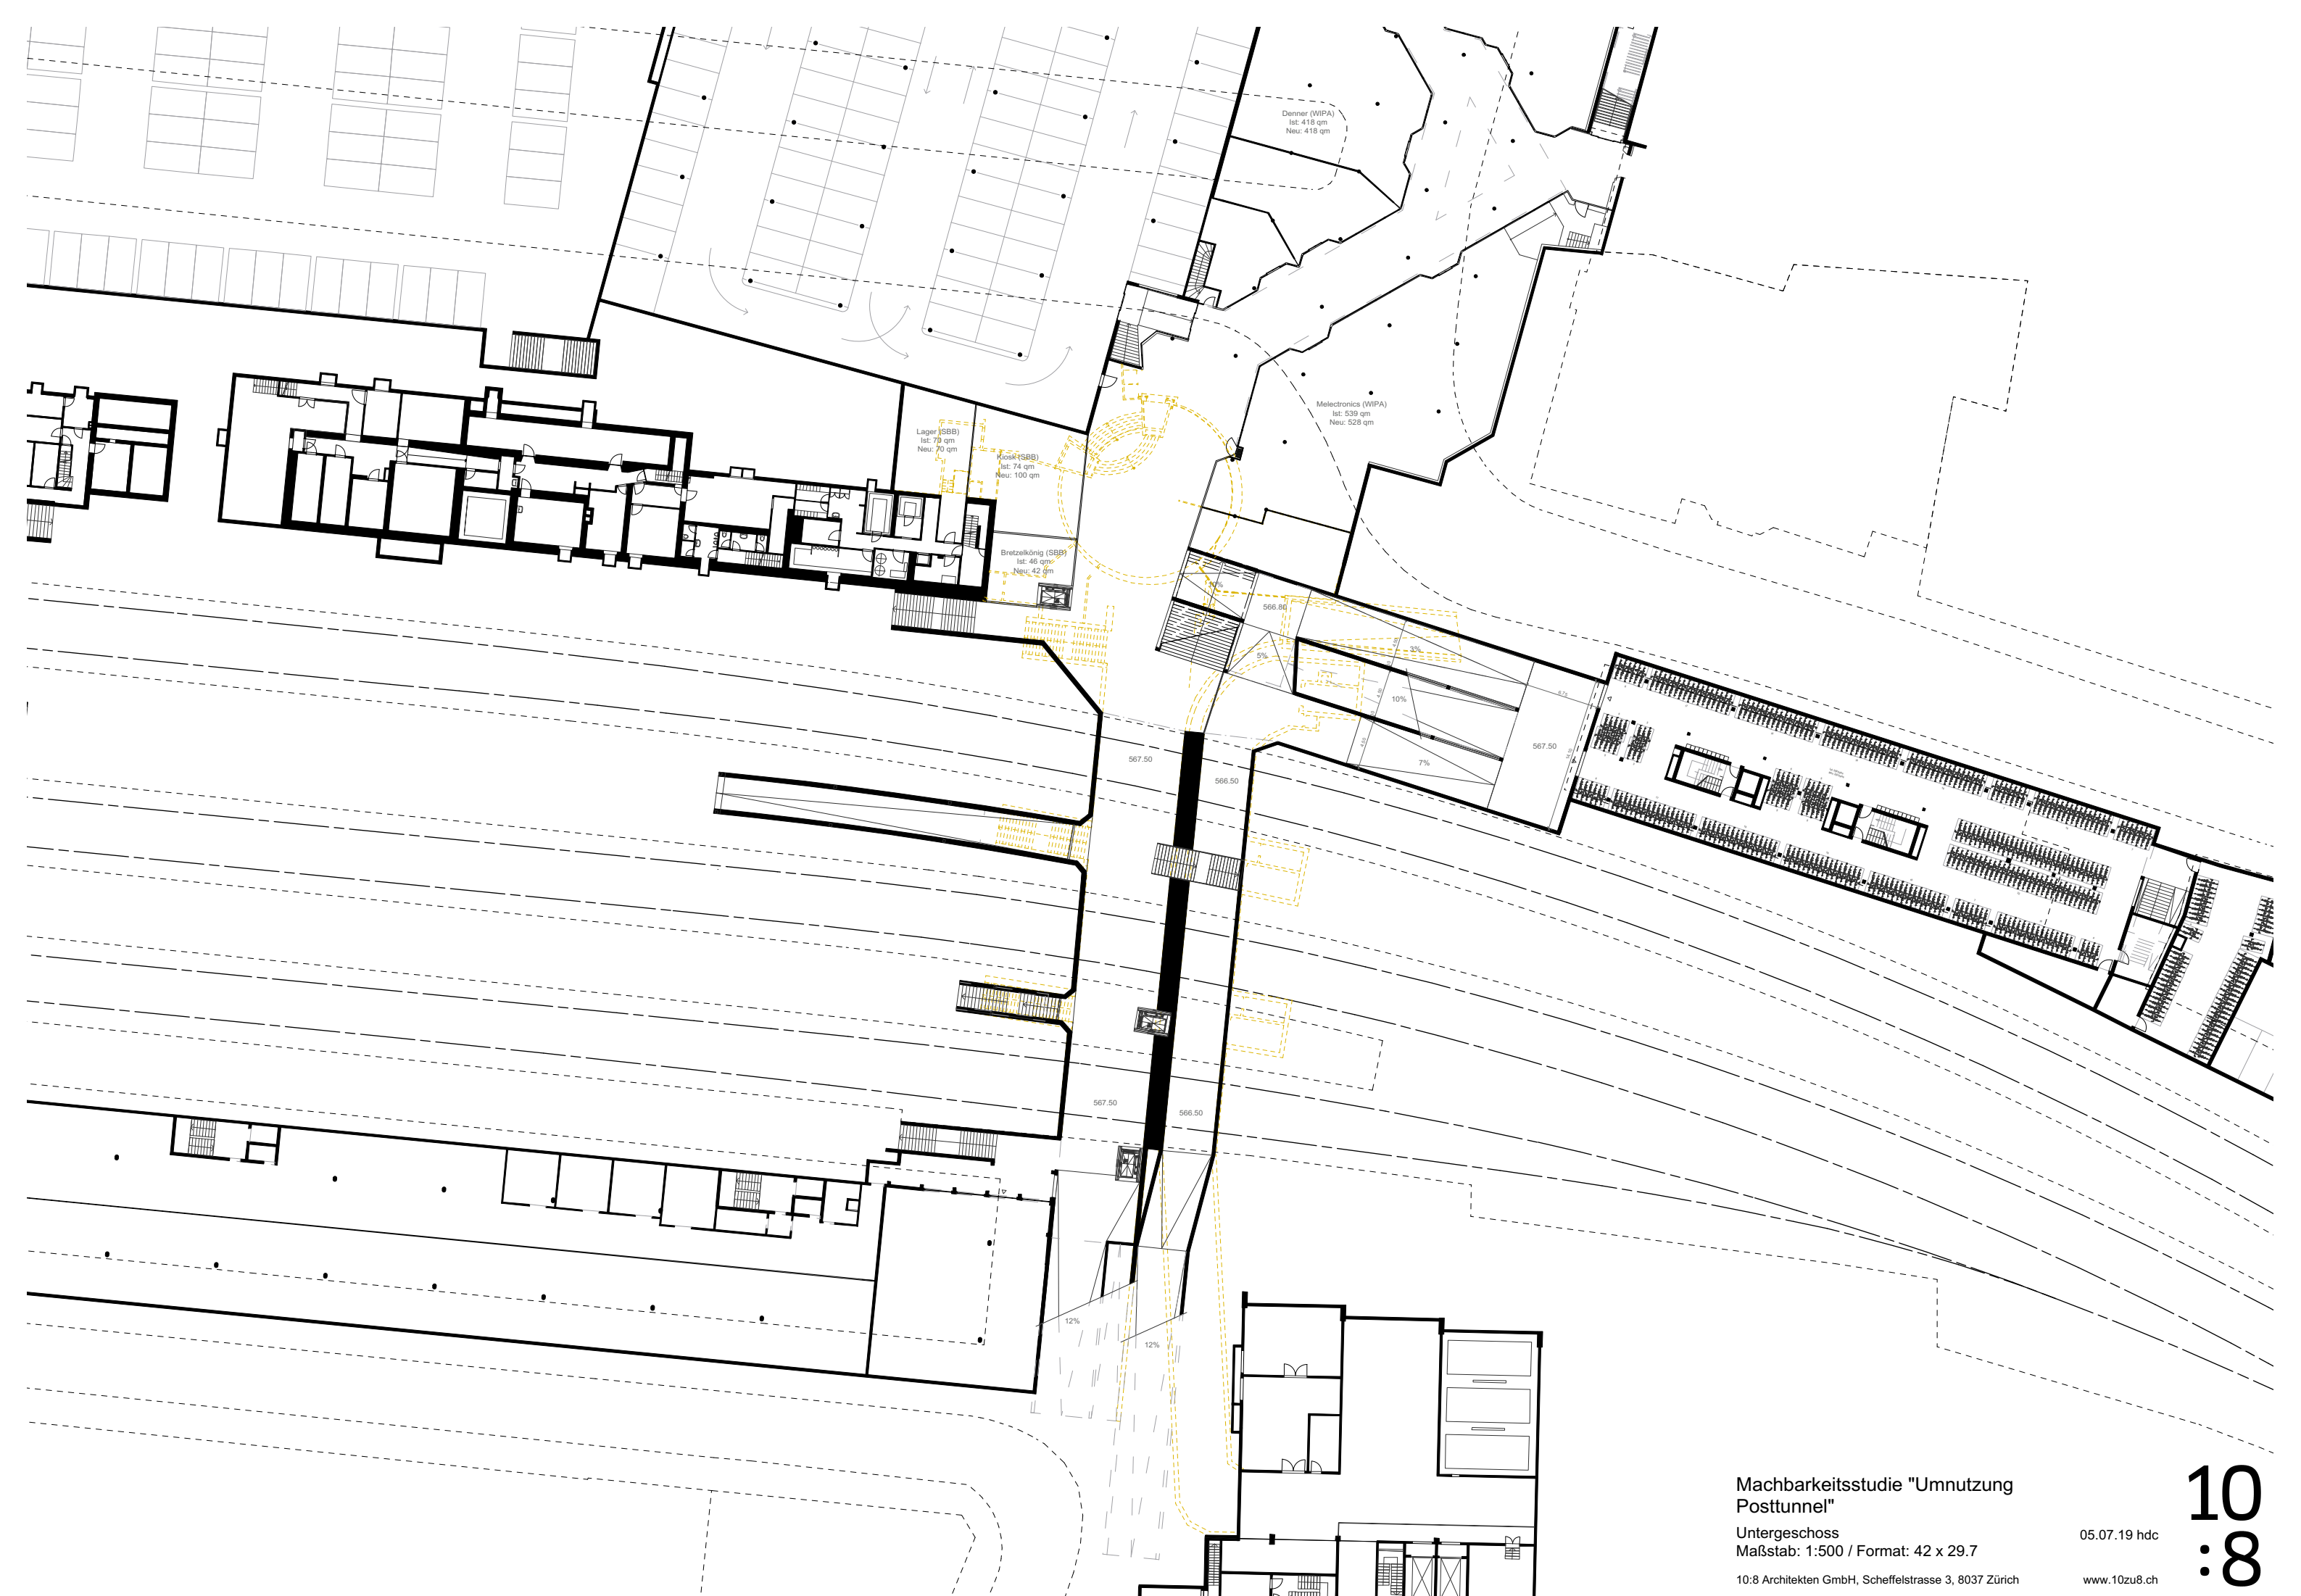 Denner (WIPA)
Ist: 418 qm
Neu: 418 qm
Melectronics (WIPA)
Ist: 539 qm
Neu: 528 qm
Lager (SBB)
Ist: 70 qm
Neu: 70 qm
Kiosk (SBB)
Ist: 74 qm
Neu: 100 qm
Bretzelkönig (SBB)
Ist: 46 qm
Neu: 42 qm
10%
566.80
5%
3%
10%
7%
567.50
567.50
566.50
567.50
566.50
12%
12%
Machbarkeitsstudie "Umnutzung
Posttunnel"
Untergeschoss
05.07.19 hdc
Maßstab: 1:500 / Format: 42 x 29.7
10:8 Architekten GmbH, Scheffelstrasse 3, 8037 Zürich
www.10zu8.ch
10
:8